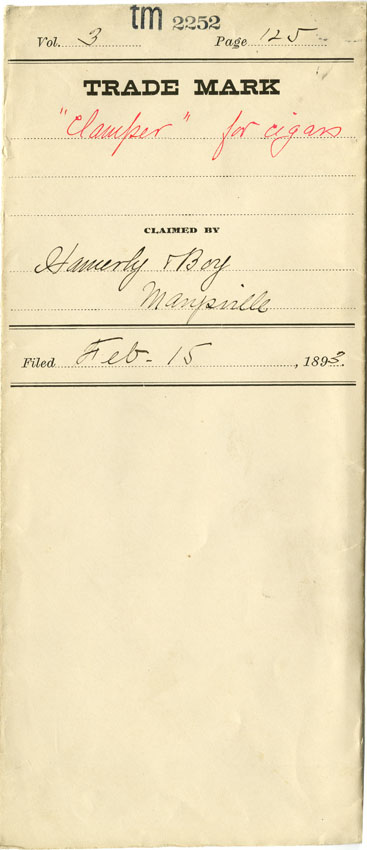 tm 2252
Vol. 3 Page 125
TRADE MARK
"Clamper" for cigars
CLAIMED BY
Hamerly & Boy
Marysville
Filed Feb. 15, 1893.